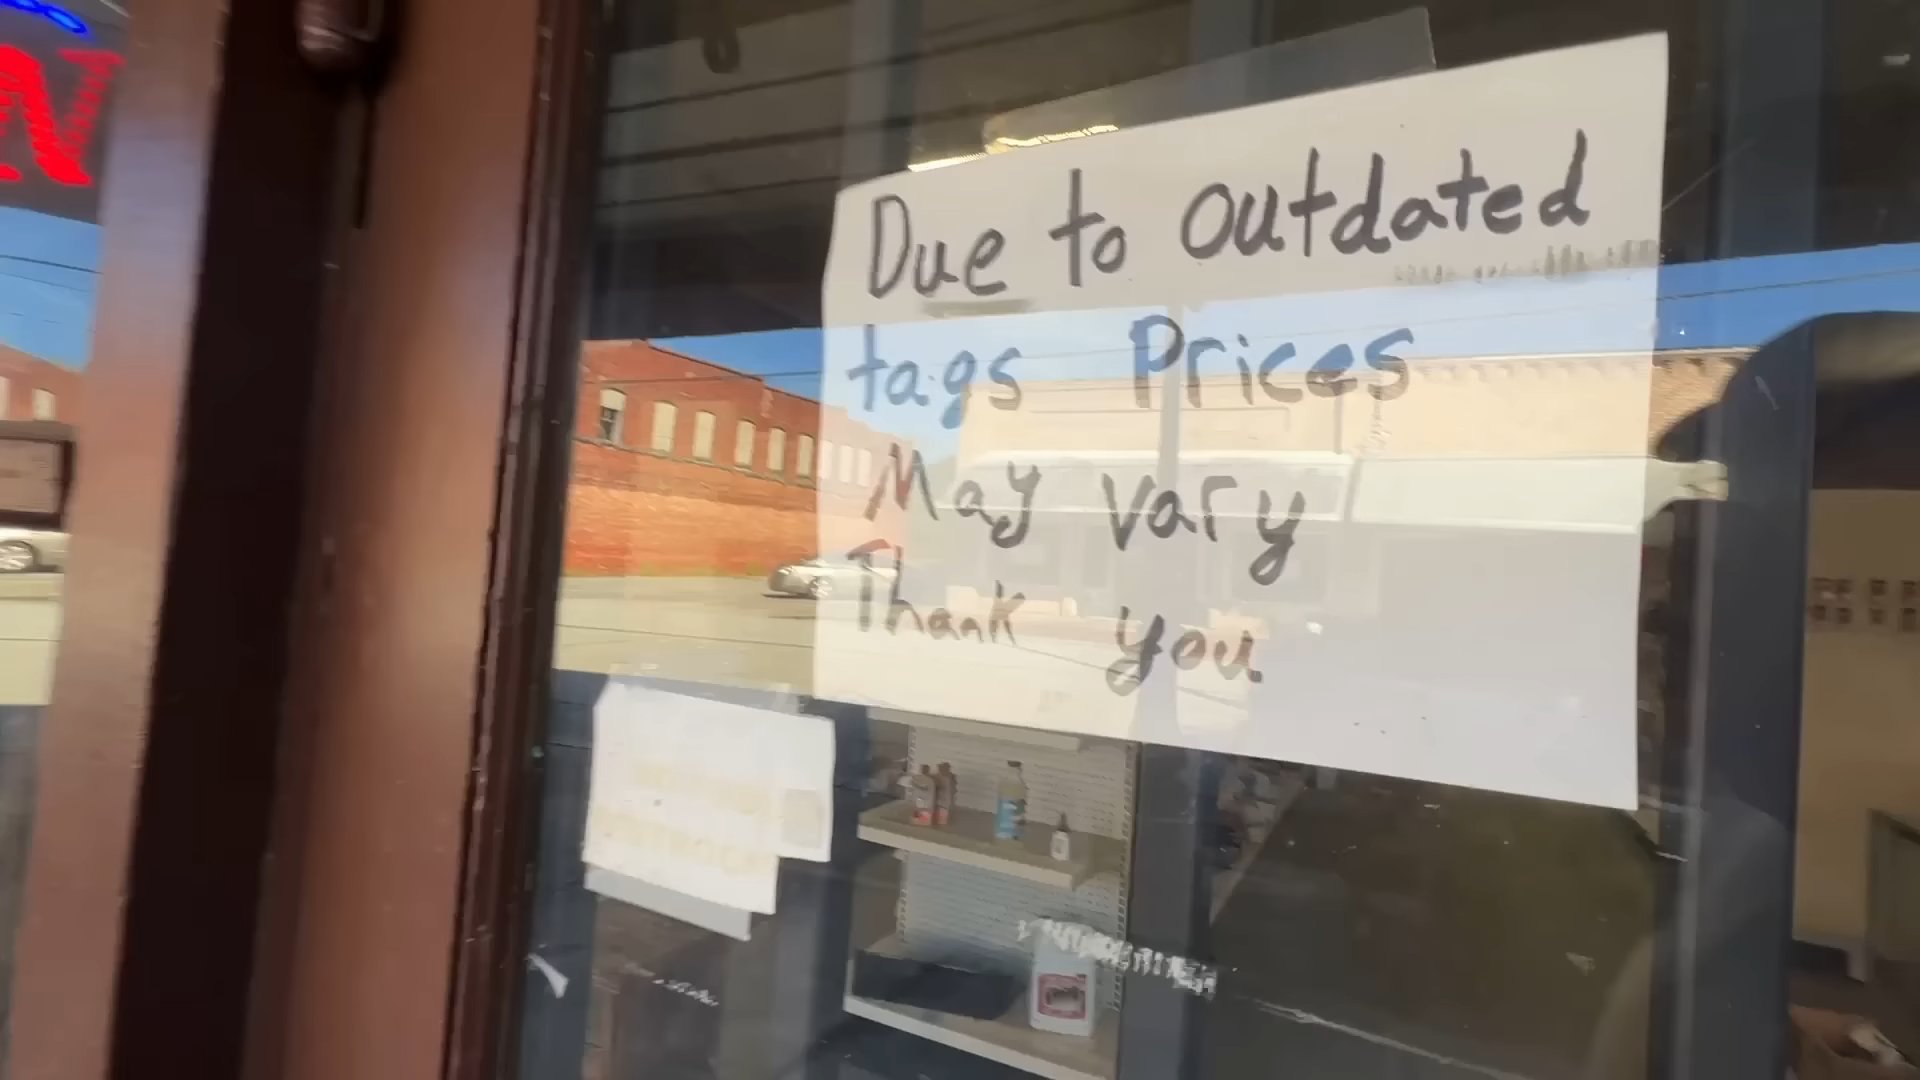 Due to outdated
tags Prices
May vary
Thank you